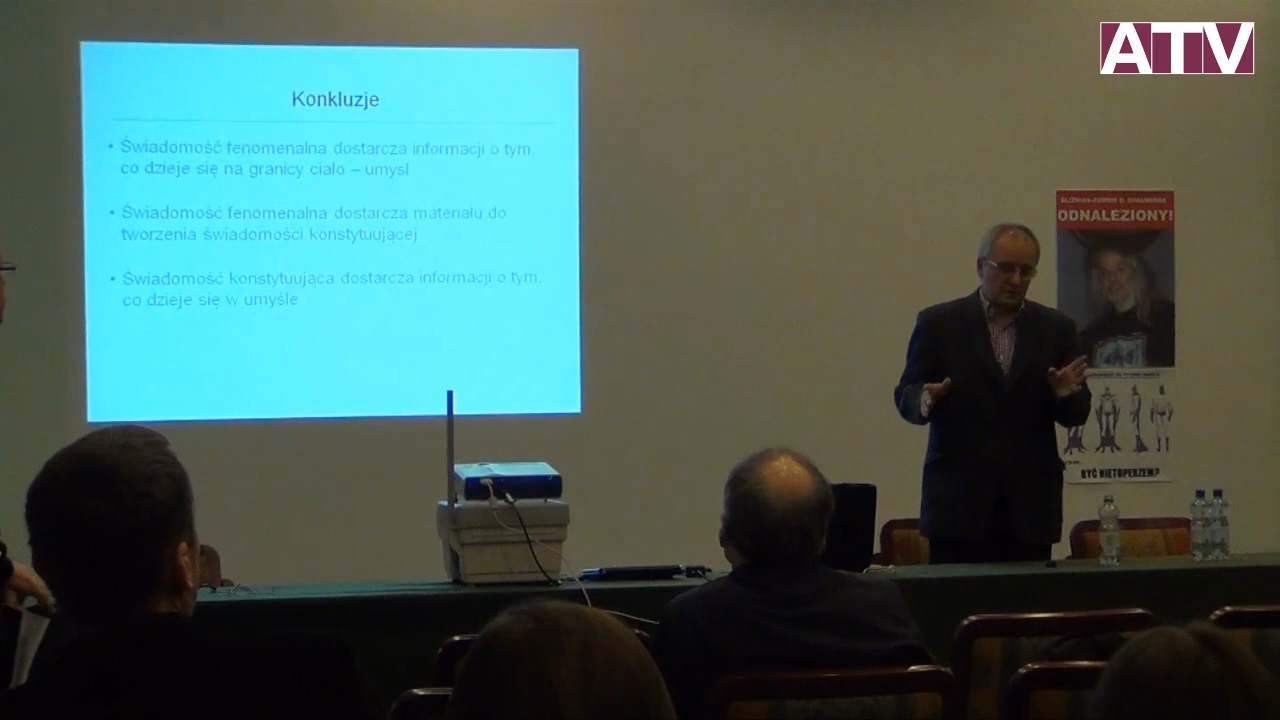 ATV
Konkluzje
• Świadomość fenomenalna dostarcza informacji o tym,
co dzieje się na granicy ciało – umysł
• Świadomość fenomenalna dostarcza materiału do
tworzenia świadomości konstytuującej
• Świadomość konstytuująca dostarcza informacji o tym,
co dzieje się w umyśle
ODNALEZIONY!
BYĆ NIETOPERZEM?